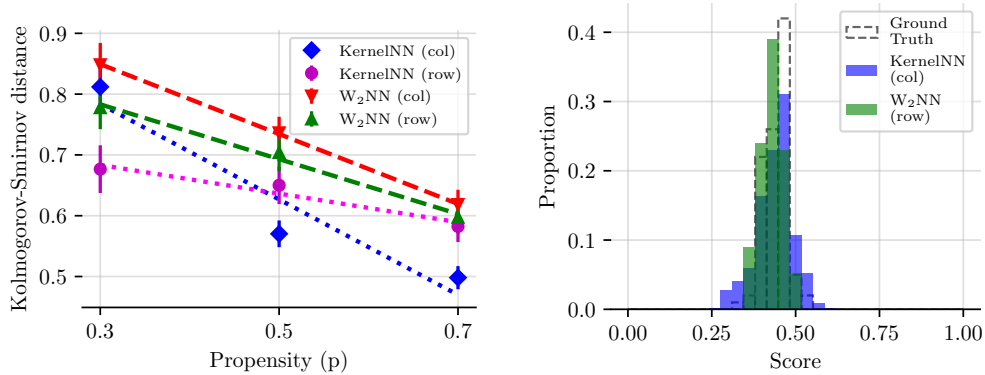 Kolmogorov-Smirnov distance
0.9
0.8
0.7
0.6
0.5
0.3
0.5
0.7
Propensity (p)
KernelNN (col)
KernelNN (row)
W₂NN (col)
W₂NN (row)
Proportion
0.4
0.3
0.2
0.1
0.0
0.00
0.25
0.50
0.75
1.00
Score
Ground
Truth
KernelNN
(col)
W₂NN
(row)